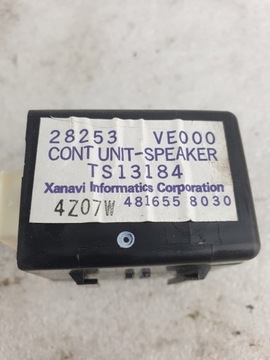 28253 VE000
CONT UNIT-SPEAKER
TS13184
Xanavi Informatics Corporation
4Z07W 481655 8030